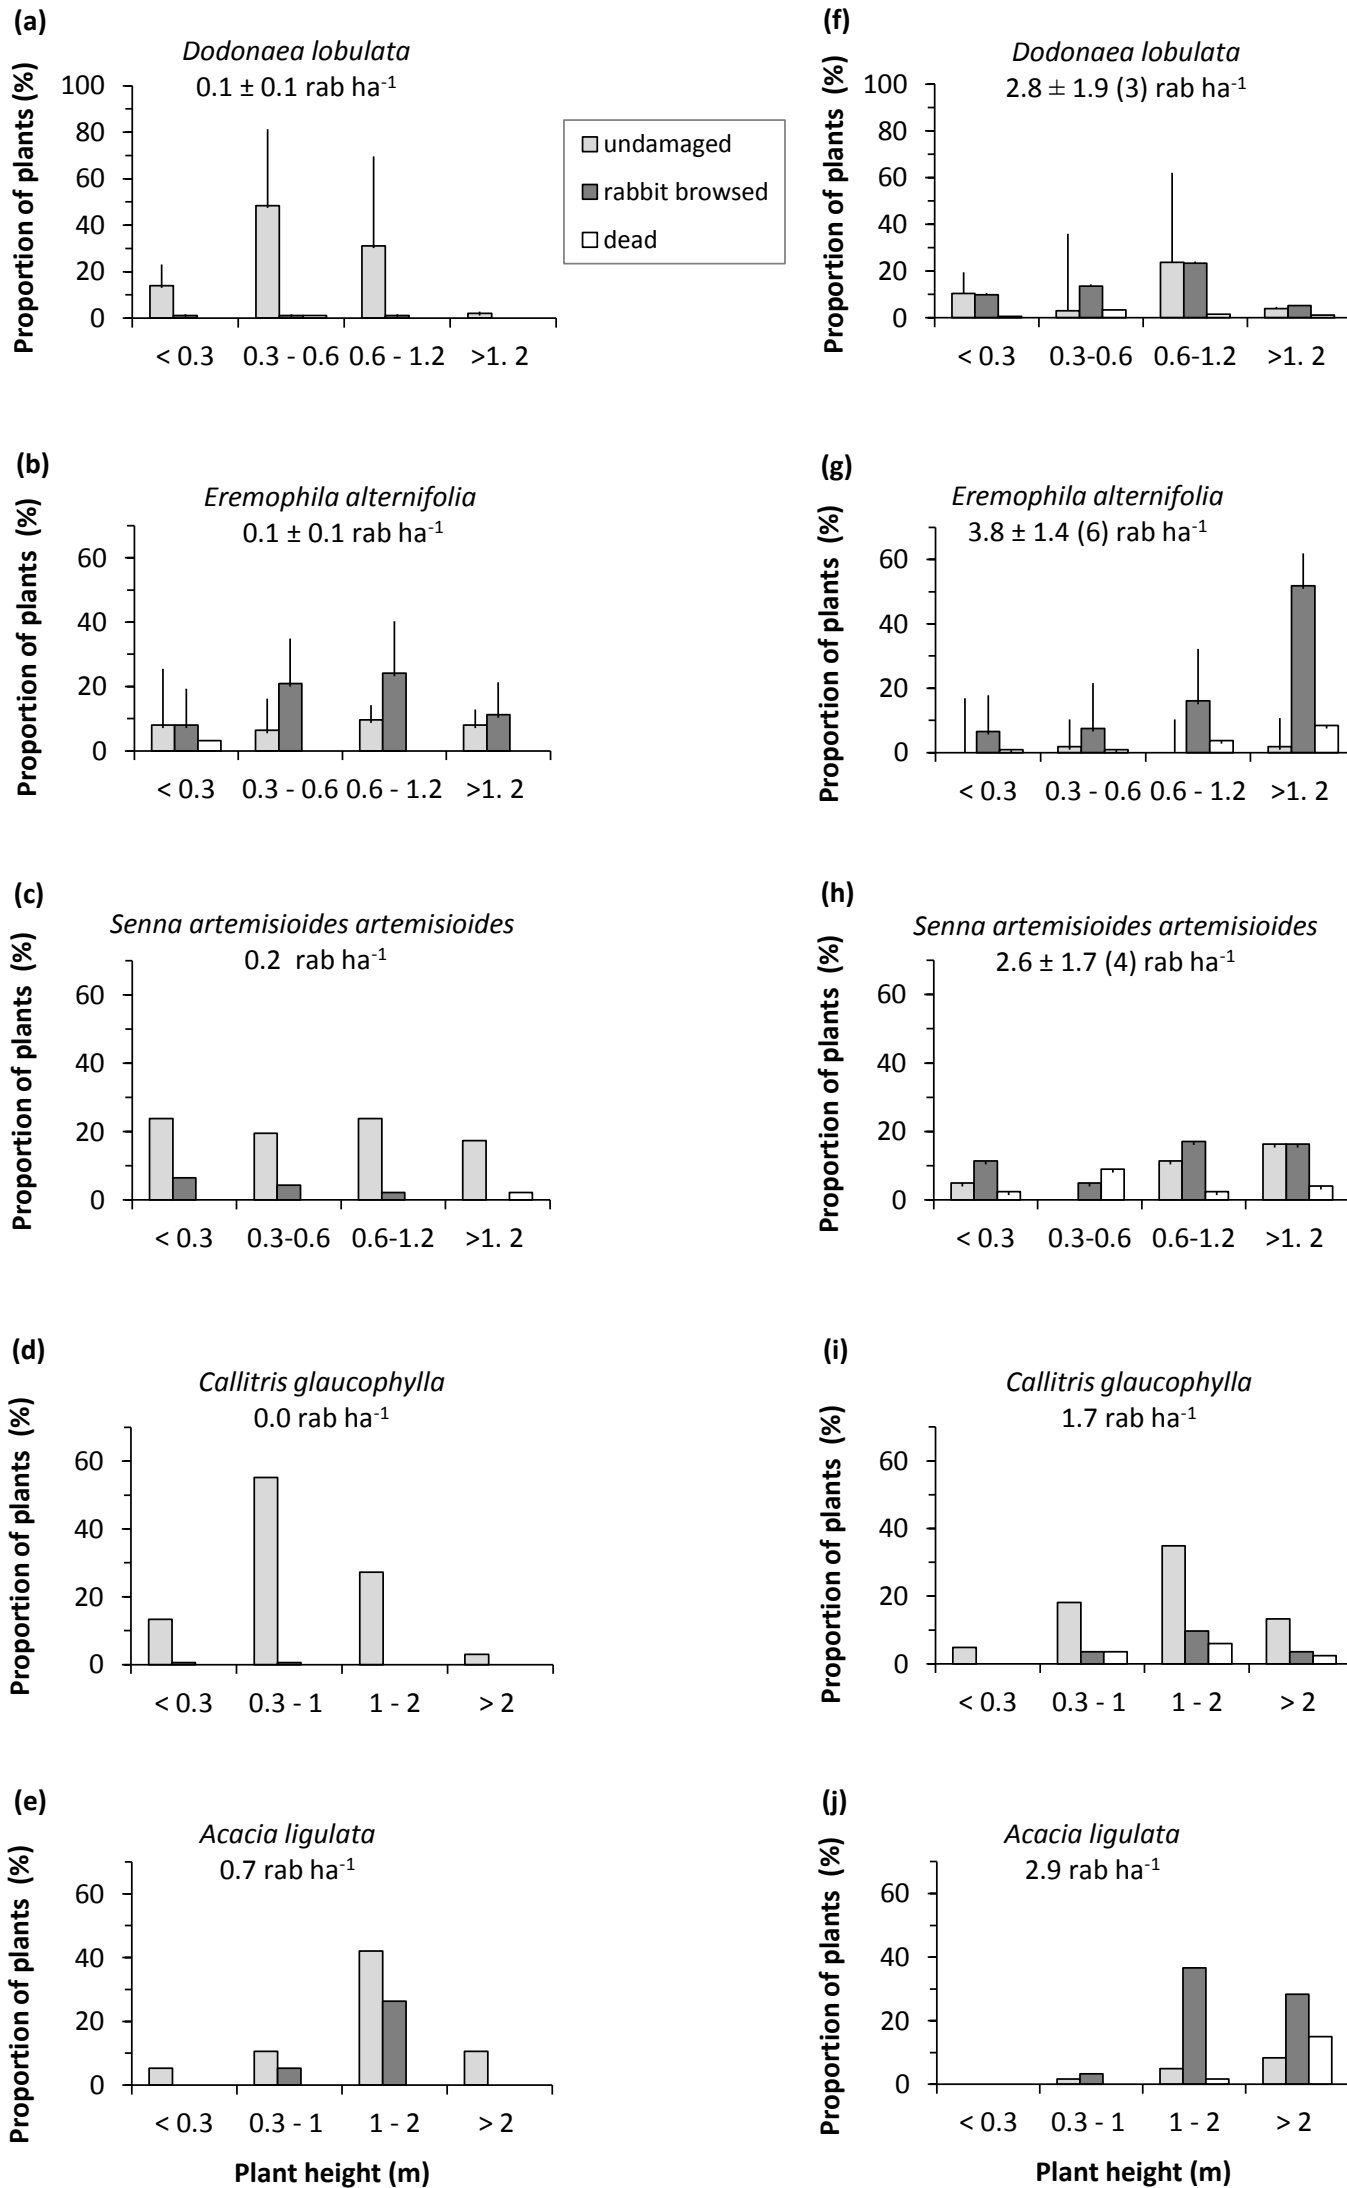 (a)
Dodonaea lobulata
0.1 ± 0.1 rab ha-1
Proportion of plants (%)
100
80
60
40
20
0
< 0.3 0.3 - 0.6 0.6 - 1.2 >1. 2
undamaged
rabbit browsed
dead
(f)
Dodonaea lobulata
2.8 ± 1.9 (3) rab ha-1
Proportion of plants (%)
100
80
60
40
20
0
< 0.3 0.3-0.6 0.6-1.2 >1. 2
(b)
Eremophila alternifolia
0.1 ± 0.1 rab ha-1
Proportion of plants (%)
60
40
20
0
< 0.3 0.3 - 0.6 0.6 - 1.2 >1. 2
(g)
Eremophila alternifolia
3.8 ± 1.4 (6) rab ha-1
Proportion of plants (%)
60
40
20
0
< 0.3 0.3 - 0.6 0.6 - 1.2 >1. 2
(c)
Senna artemisioides artemisioides
0.2 rab ha-1
Proportion of plants (%)
60
40
20
0
< 0.3 0.3-0.6 0.6-1.2 >1. 2
(h)
Senna artemisioides artemisioides
2.6 ± 1.7 (4) rab ha-1
Proportion of plants (%)
60
40
20
0
< 0.3 0.3-0.6 0.6-1.2 >1. 2
(d)
Callitris glaucophylla
0.0 rab ha-1
Proportion of plants (%)
60
40
20
0
< 0.3 0.3 - 1 1 - 2 > 2
(i)
Callitris glaucophylla
1.7 rab ha-1
Proportion of plants (%)
60
40
20
0
< 0.3 0.3 - 1 1 - 2 > 2
(e)
Acacia ligulata
0.7 rab ha-1
Proportion of plants (%)
60
40
20
0
< 0.3 0.3 - 1 1 - 2 > 2
Plant height (m)
(j)
Acacia ligulata
2.9 rab ha-1
Proportion of plants (%)
60
40
20
0
< 0.3 0.3 - 1 1 - 2 > 2
Plant height (m)